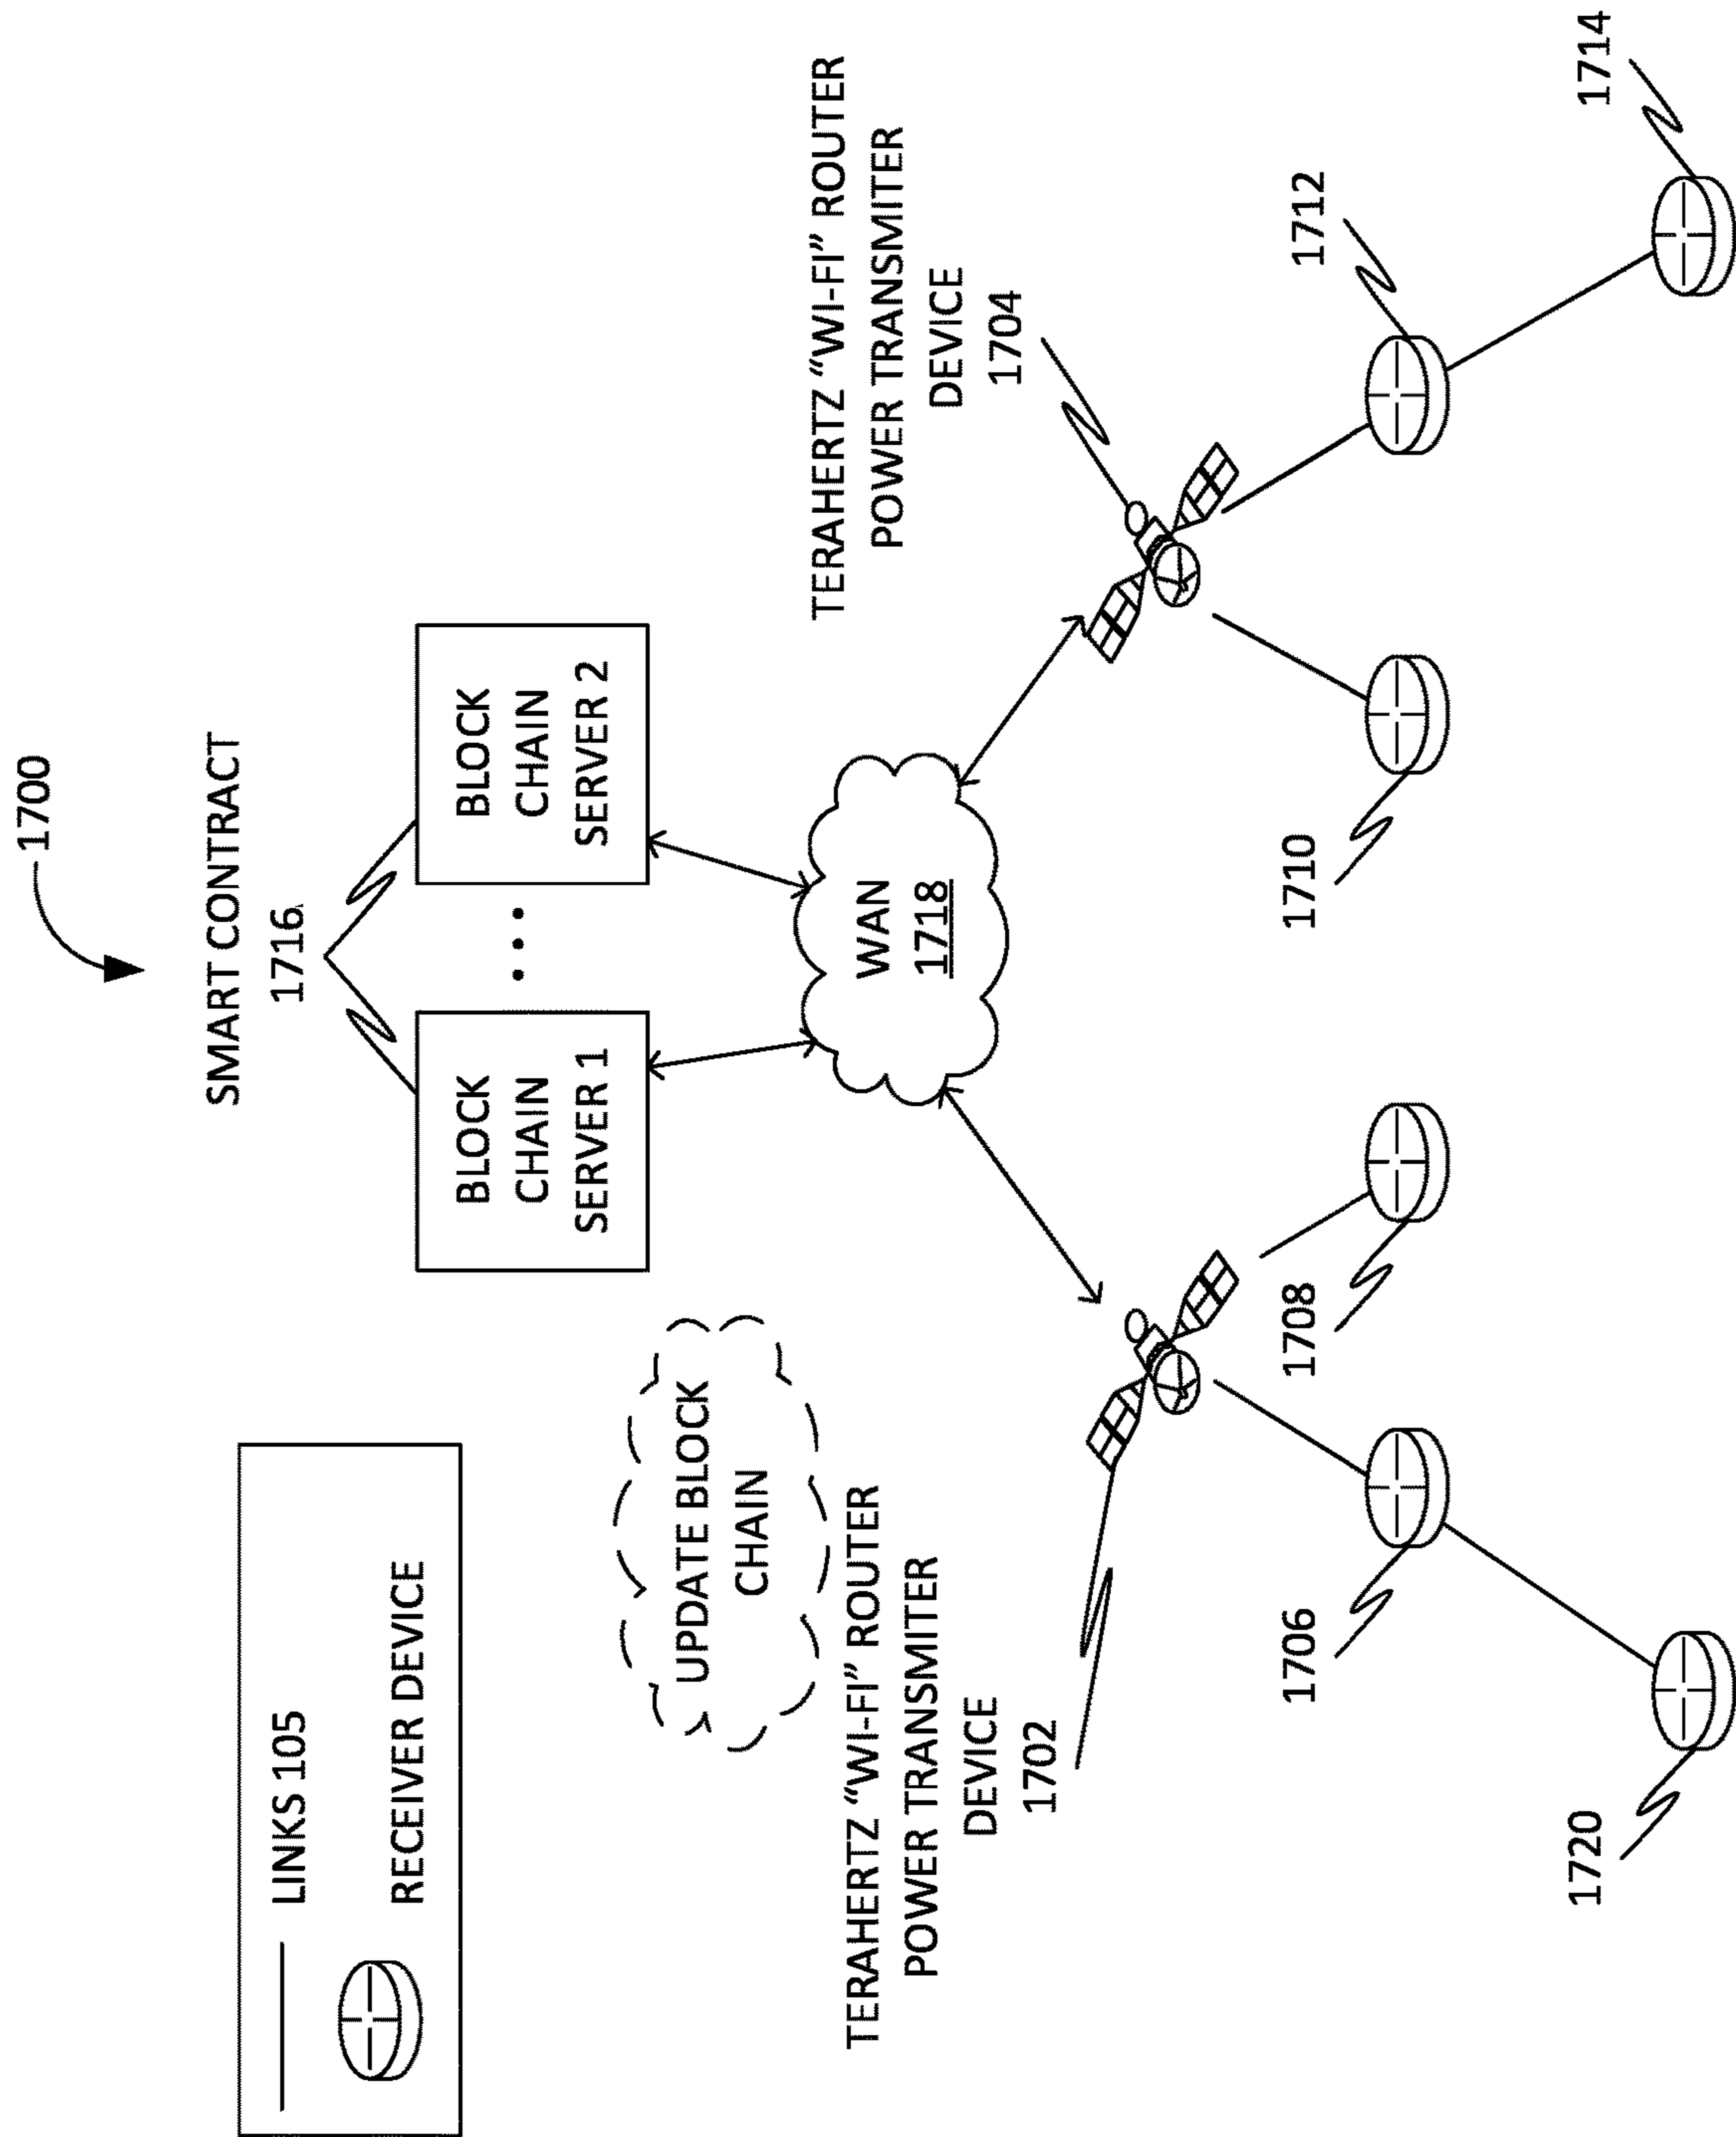 1700
SMART CONTRACT
1716
LINKS 105
RECEIVER DEVICE
BLOCK
CHAIN
SERVER 1
BLOCK
CHAIN
SERVER 2
UPDATE BLOCK
CHAIN
WAN
1718
TERAHERTZ “WI-FI” ROUTER
POWER TRANSMITER
DEVICE
1702
TERAHERTZ “WI-FI” ROUTER
POWER TRANSMITER
DEVICE
1704
1706
1708
1710
1712
1720
1714